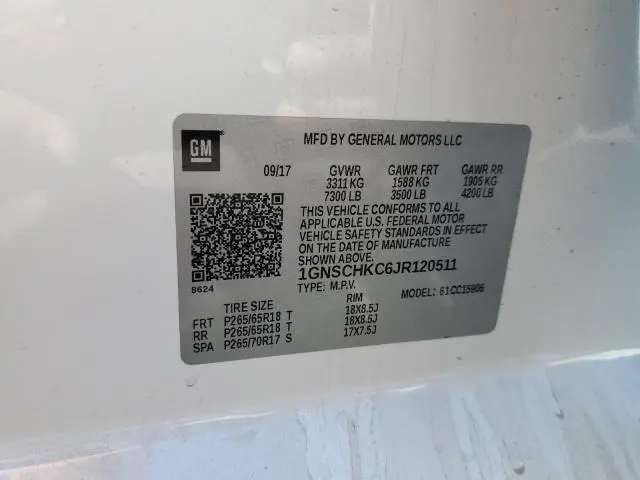 GM
MFD BY GENERAL MOTORS LLC
09/17 GVWR GAWR FRT GAWR RR
3311 KG 1588 KG 1905 KG
7300 LB 3500 LB 4200 LB
THIS VEHICLE CONFORMS TO ALL
APPLICABLE U.S. FEDERAL MOTOR
VEHICLE SAFETY STANDARDS IN EFFECT
ON THE DATE OF MANUFACTURE
SHOWN ABOVE.
8624
1GNSCHKC6JR120511
TYPE: M.P.V. MODEL: 61CC15906
TIRE SIZE RIM
FRT P265/65R18 T 18X8.5J
RR P265/65R18 T 18X8.5J
SPA P265/70R17 S 17X7.5J